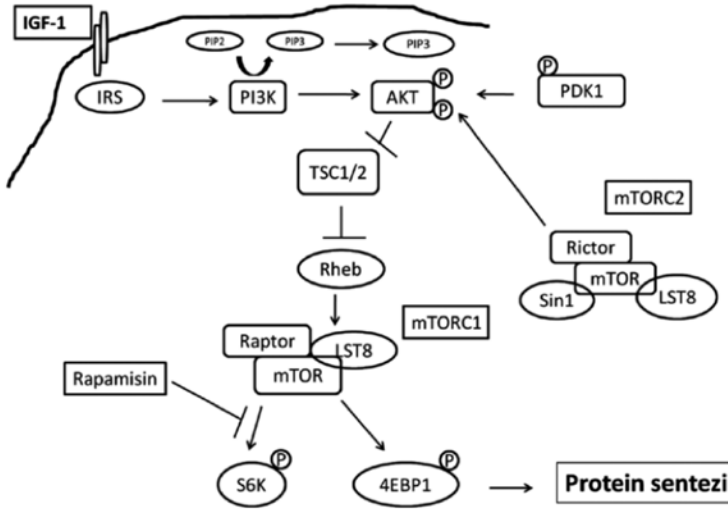 IGF-1
PIP2
PIP3
PIP3
IRS
PI3K
AKT
P
P
P
PDK1
TSC1/2
mTORC2
Rictor
mTOR
Sin1
LST8
Rheb
mTORC1
Raptor
LST8
mTOR
Rapamisin
P
S6K
P
4EBP1
Protein sentezi